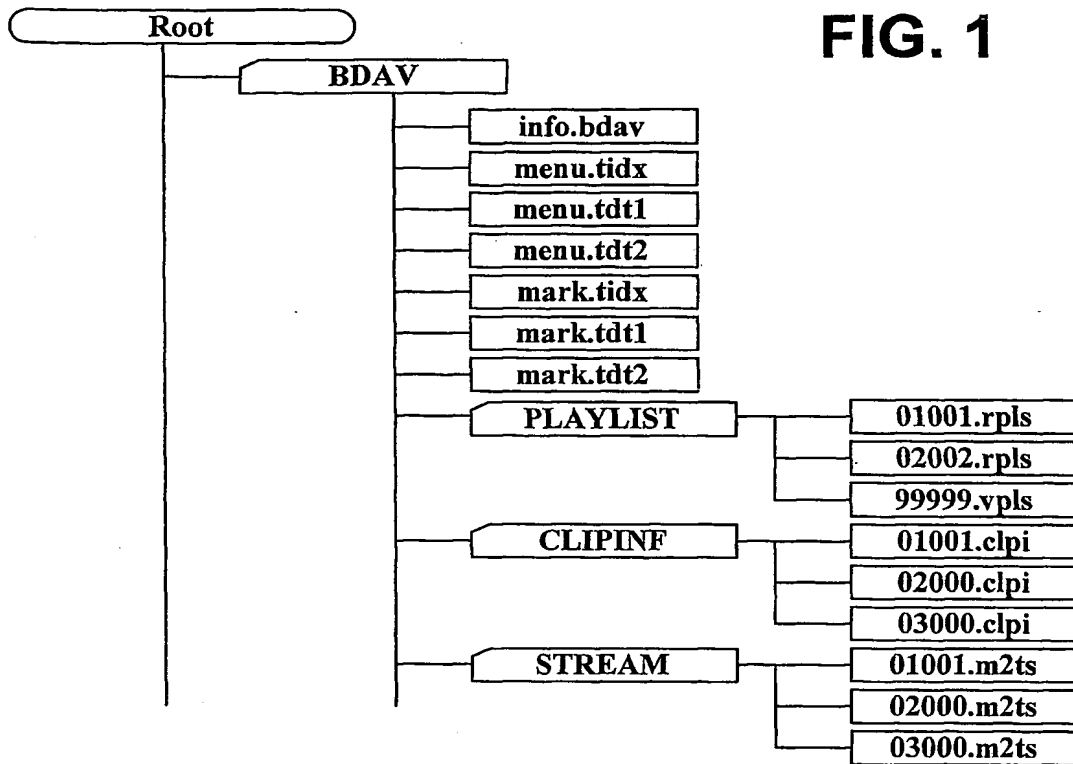 FIG. 1
Root
BDAV
info.bdav
menu.tidx
menu.tdt1
menu.tdt2
mark.tidx
mark.tdt1
mark.tdt2
PLAYLIST
01001.rpls
02002.rpls
99999.vpls
CLIPINF
01001.clpi
02000.clpi
03000.clpi
STREAM
01001.m2ts
02000.m2ts
03000.m2ts